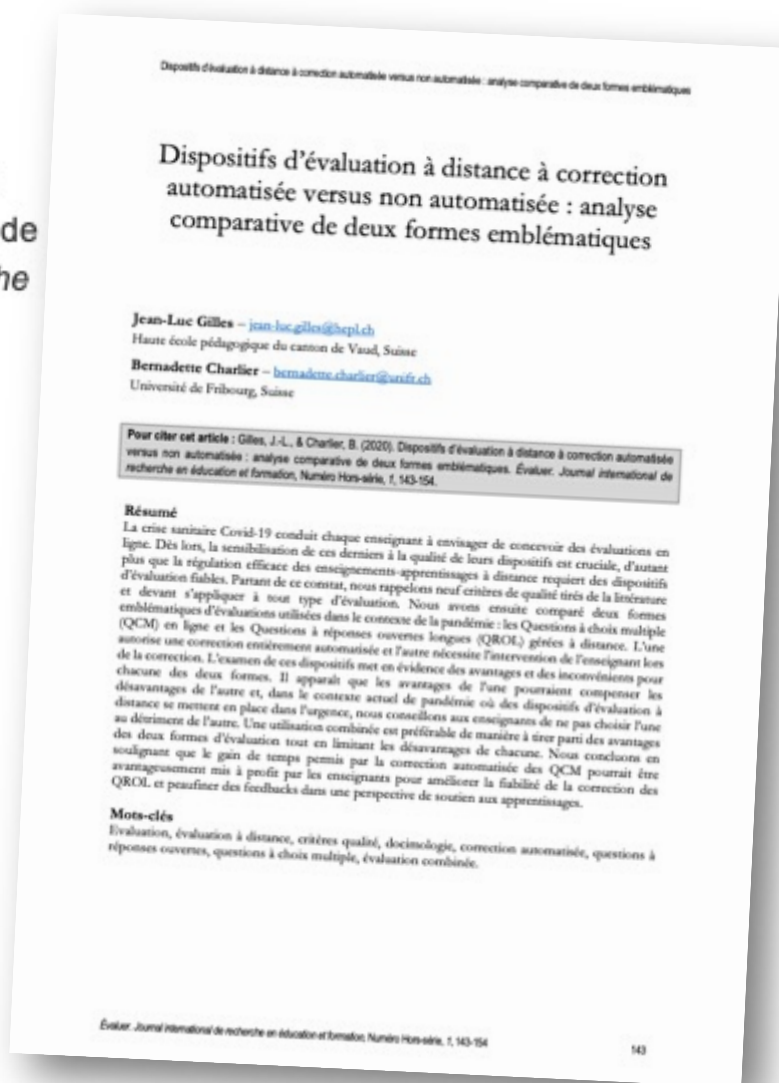 de
he
Dispositifs d'évaluation à distance à correction automatisée versus non automatisée : analyse comparative de deux formes emblématiques
Dispositifs d'évaluation à distance à correction
automatisée versus non automatisée : analyse
comparative de deux formes emblématiques
Jean-Luc Gilles – jean-luc.gilles@hepl.ch
Haute école pédagogique du canton de Vaud, Suisse
Bernadette Charlier – bernadette.charlier@unifr.ch
Université de Fribourg, Suisse
Pour citer cet article : Gilles, J.-L., & Charlier, B. (2020). Dispositifs d'évaluation à distance à correction automatisée
versus non automatisée : analyse comparative de deux formes emblématiques. Évaluer. Journal international de
recherche en éducation et formation, Numéro Hors-série, 1, 143-154.
Résumé
La crise sanitaire Covid-19 conduit chaque enseignant à envisager de concevoir des évaluations en
ligne. Dès lors, la sensibilisation de ces derniers à la qualité de leurs dispositifs est cruciale, d'autant
plus que la régulation efficace des enseignements-apprentissages à distance requiert des dispositifs
d'évaluation fiables. Partant de ce constat, nous rappelons neuf critères de qualité tirés de la littérature
et devant s'appliquer à tout type d'évaluation. Nous avons ensuite comparé deux formes
emblématiques d'évaluations utilisées dans le contexte de la pandémie : les Questions à choix multiple
(QCM) en ligne et les Questions à réponses ouvertes longues (QROL) gérées à distance. L'une
autorise une correction entièrement automatisée et l'autre nécessite l'intervention de l'enseignant lors
de la correction. L'examen de ces dispositifs met en évidence des avantages et des inconvénients pour
chacune des deux formes. Il apparaît que les avantages de l'une pourraient compenser les
désavantages de l'autre et, dans le contexte actuel de pandémie où des dispositifs d'évaluation à
distance se mettent en place dans l'urgence, nous conseillons aux enseignants de ne pas choisir l'une
au détriment de l'autre. Une utilisation combinée est préférable de manière à tirer parti des avantages
des deux formes d'évaluation tout en limitant les désavantages de chacune. Nous concluons en
soulignant que le gain de temps permis par la correction automatisée des QCM pourrait être
avantageusement mis à profit par les enseignants pour améliorer la fiabilité de la correction des
QROL et peaufiner des feedbacks dans une perspective de soutien aux apprentissages.
Mots-clés
Evaluation, évaluation à distance, critères qualité, docimologie, correction automatisée, questions à
réponses ouvertes, questions à choix multiple, évaluation combinée.
Évaluer. Journal international de recherche en éducation et formation, Numéro Hors-série, 1, 143-154
143